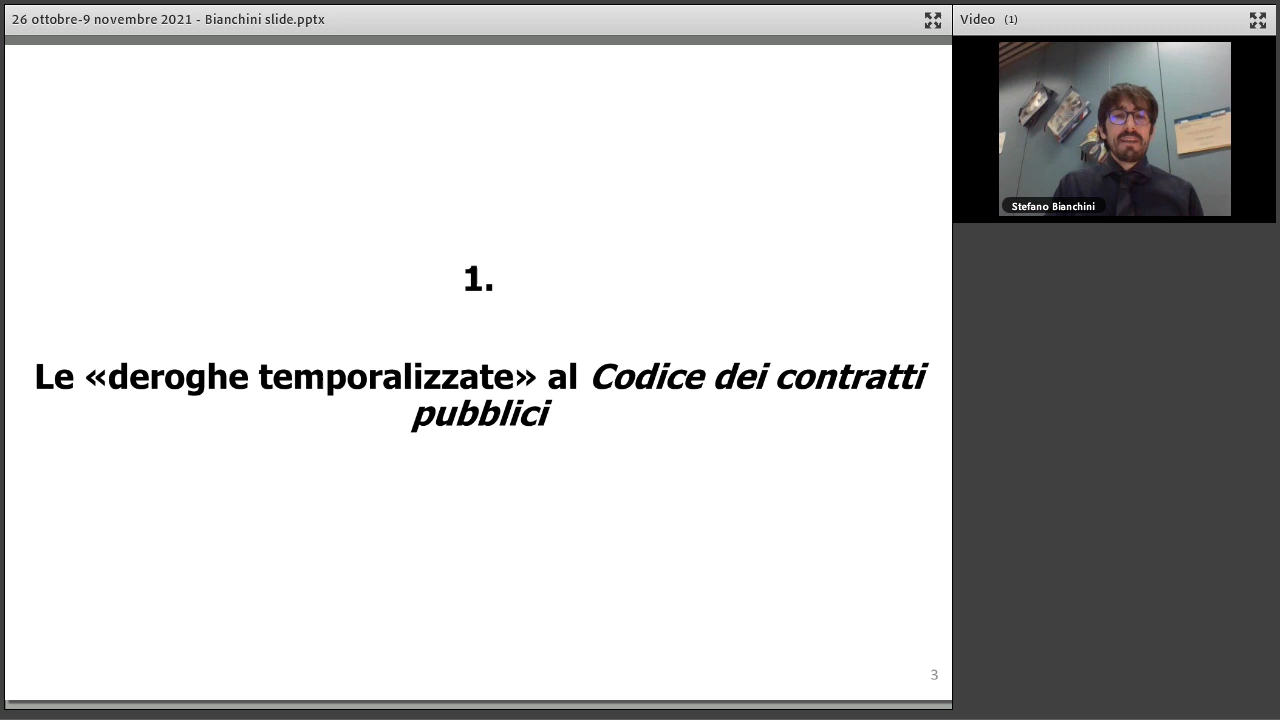 26 ottobre-9 novembre 2021 - Bianchini slide.pptx
Video (1)
Stefano Bianchini
1.
Le «deroghe temporalizzate» al Codice dei contratti
pubblici
3